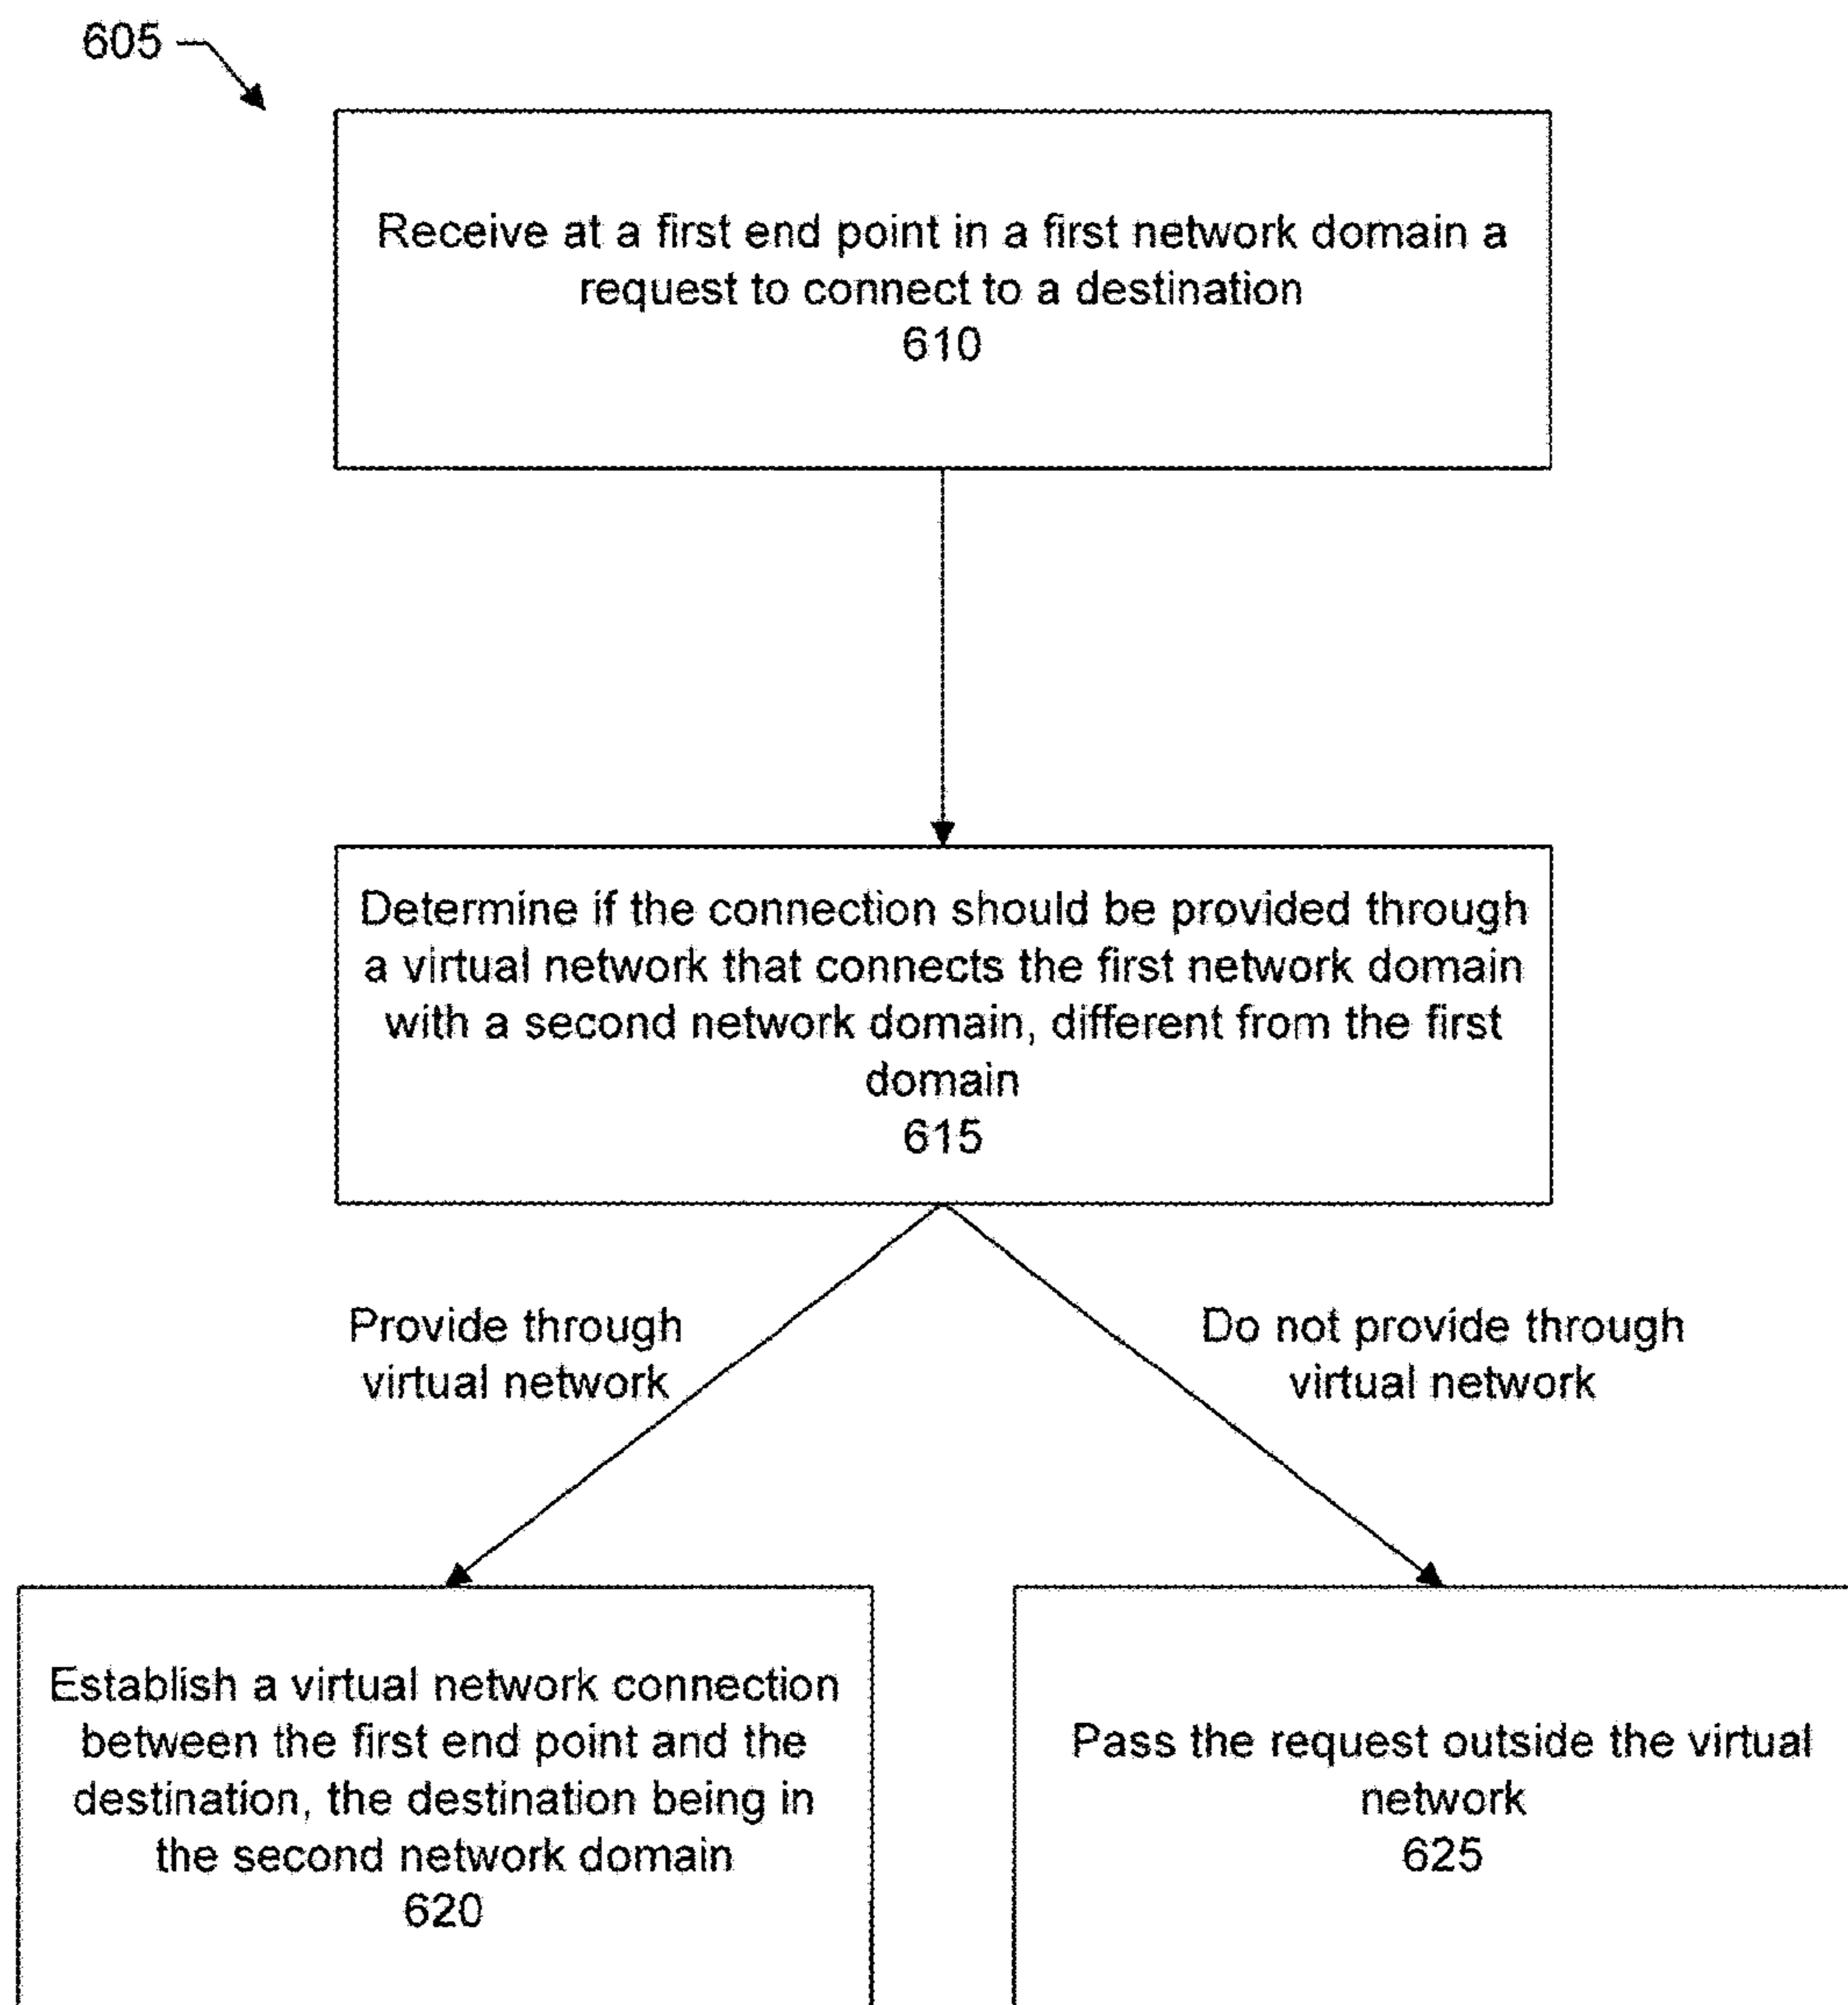 605
Receive at a first end point in a first network domain a
request to connect to a destination
610
Determine if the connection should be provided through
a virtual network that connects the first network domain
with a second network domain, different from the first
domain
615
Provide through
virtual network
Do not provide through
virtual network
Establish a virtual network connection
between the first end point and the
destination, the destination being in
the second network domain
620
Pass the request outside the virtual
network
625